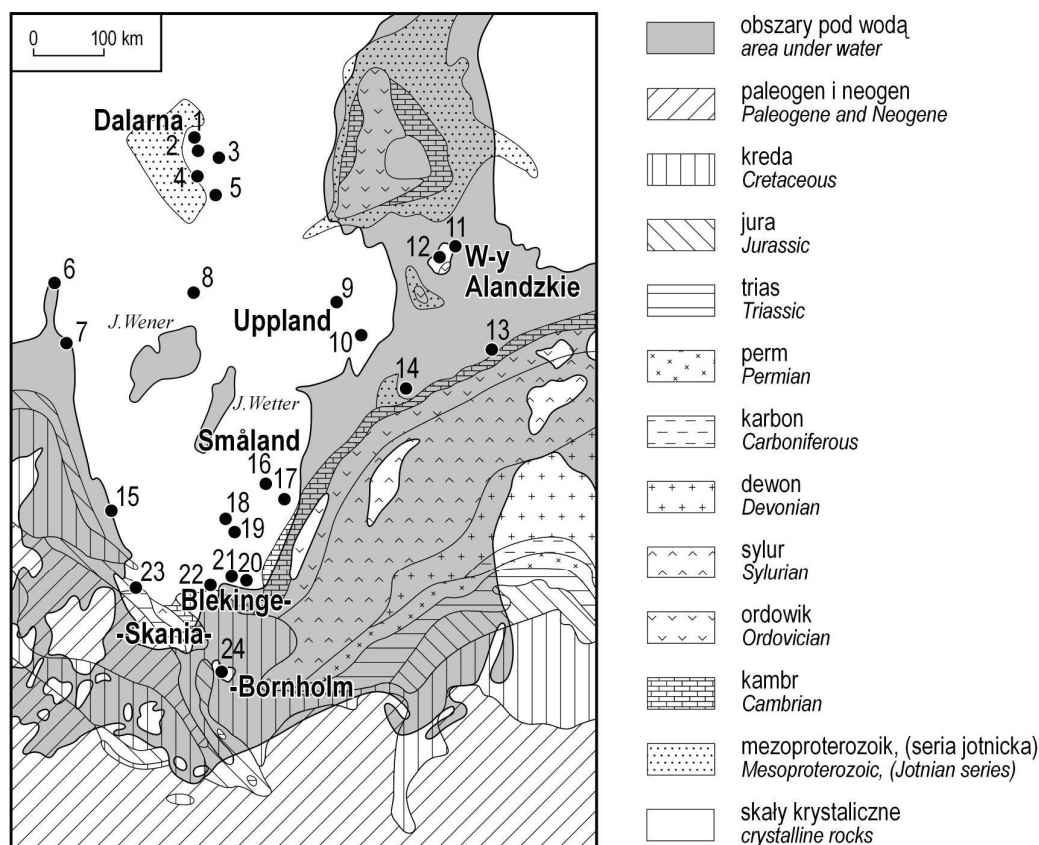 0 100 km
Dalarna
1
2
3
4
5
6
7
8
9
10
11
12
W-y
Alandzkie
Uppland
J.Wener
13
14
J.Wetter
Småland
15
16
17
18
19
20
21
22
23
Blekinge-
-Skania-
24
-Bornholm
obszary pod wodą
area under water
paleogen i neogen
Paleogene and Neogene
kreda
Cretaceous
jura
Jurassic
trias
Triassic
perm
Permian
karbon
Carboniferous
dewon
Devonian
sylur
Sylurian
ordowik
Ordovician
kambr
Cambrian
mezoproterozoik, (seria jotnicka)
Mesoproterozoic, (Jotnian series)
skały krystaliczne
crystalline rocks